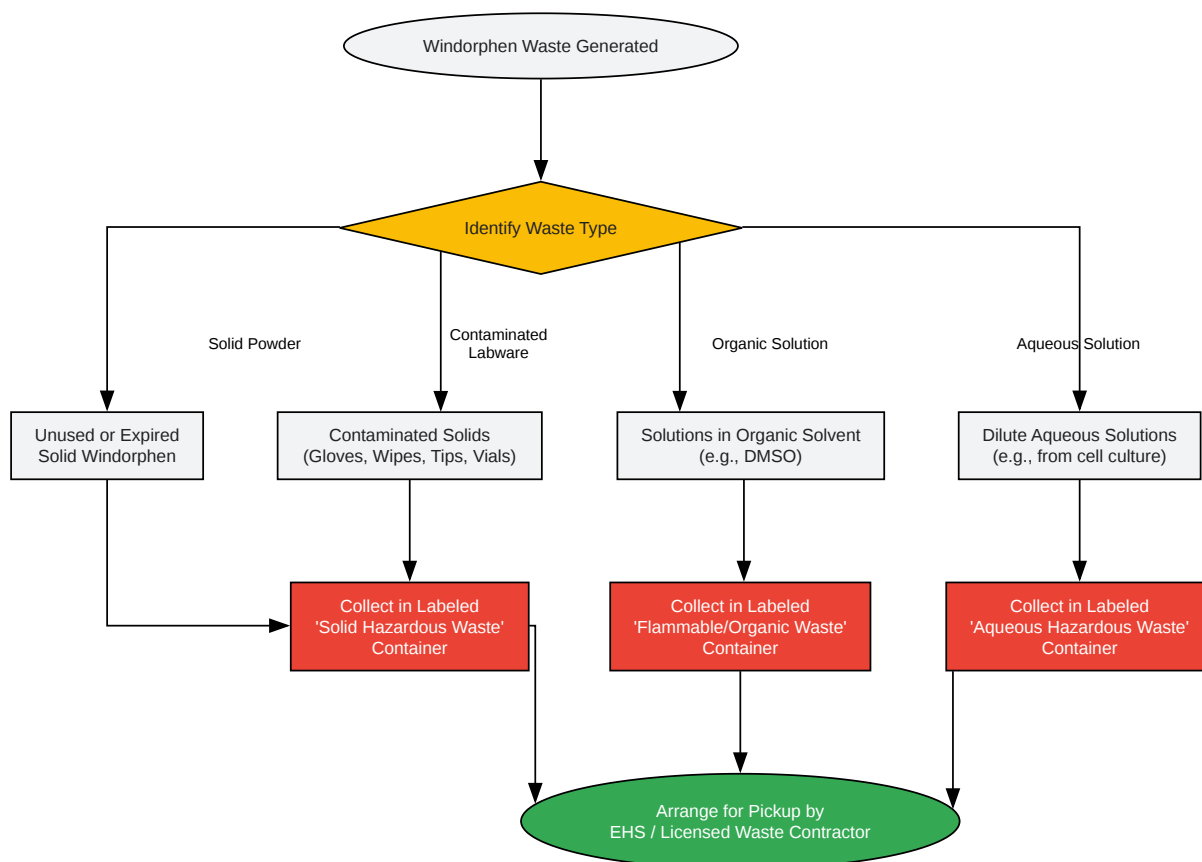 Windorphen Waste Generated
Identify Waste Type
Solid Powder
Contaminated
Labware
Organic Solution
Aqueous Solution
Unused or Expired
Solid Windorphen
Contaminated Solids
(Gloves, Wipes, Tips, Vials)
Solutions in Organic Solvent
(e.g., DMSO)
Dilute Aqueous Solutions
(e.g., from cell culture)
Collect in Labeled
'Solid Hazardous Waste'
Container
Collect in Labeled
'Flammable/Organic Waste'
Container
Collect in Labeled
'Aqueous Hazardous Waste'
Container
Arrange for Pickup by
EHS / Licensed Waste Contractor